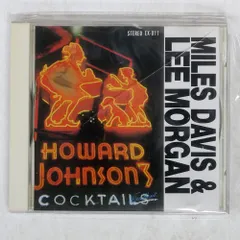 STEREO EX 011
HOWARD
JOHNSON'S
COCKTAILS
MILES DAVIS &
LEE MORGAN